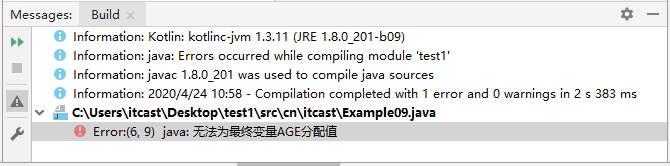 Messages: Build ×
Information: Kotlin: kotlinc-jvm 1.3.11 (JRE 1.8.0_201-b09)
Information: java: Errors occurred while compiling module 'test1'
Information: javac 1.8.0_201 was used to compile java sources
Information: 2020/4/24 10:58 - Compilation completed with 1 error and 0 warnings in 2 s 383 ms
C:\Users\itcast\Desktop\test1\src\cn\itcast\Example09.java
Error:(6, 9) java: 无法为最终变量AGE分配值